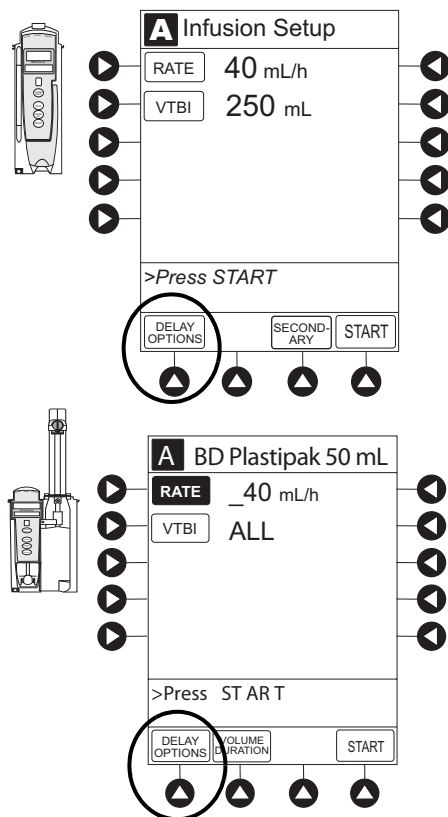 A Infusion Setup
RATE 40 mL/h
VTBI 250 mL
>Press START
DELAY OPTIONS SECOND-ARY START
A BD Plastipak 50 mL
RATE _40 mL/h
VTBI ALL
>Press ST AR T
DELAY OPTIONS VOLUME DURATION START